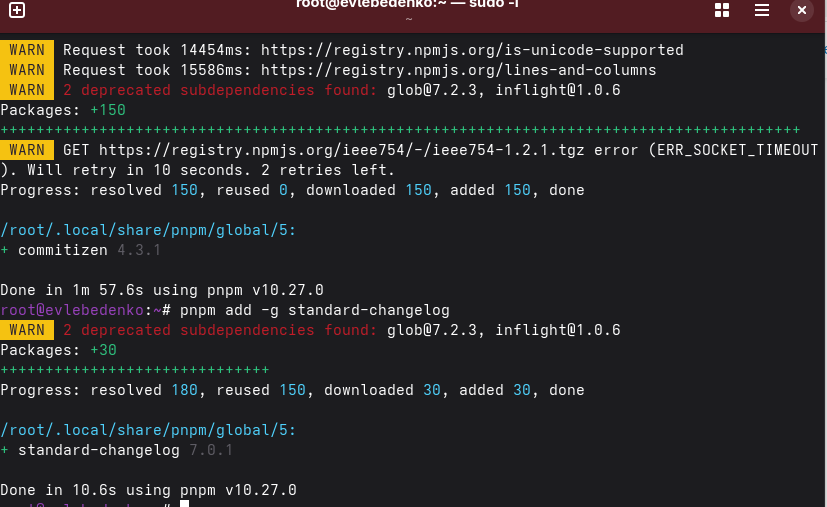 root@evlebedenko:~ — sudo -i
~
WARN Request took 14454ms: https://registry.npmjs.org/is-unicode-supported
WARN Request took 15586ms: https://registry.npmjs.org/lines-and-columns
WARN 2 deprecated subdependencies found: glob@7.2.3, inflight@1.0.6
Packages: +150
+++++++++++++++++++++++++++++++++++++++++++++++++++++++++++++++++++++++++++++++++++++++++
WARN GET https://registry.npmjs.org/ieee754/-/ieee754-1.2.1.tgz error (ERR_SOCKET_TIMEOUT
). Will retry in 10 seconds. 2 retries left.
Progress: resolved 150, reused 0, downloaded 150, added 150, done
/root/.local/share/pnpm/global/5:
+ commitizen 4.3.1
Done in 1m 57.6s using pnpm v10.27.0
root@evlebedenko:~# pnpm add -g standard-changelog
WARN 2 deprecated subdependencies found: glob@7.2.3, inflight@1.0.6
Packages: +30
++++++++++++++++++++++++++++++
Progress: resolved 180, reused 150, downloaded 30, added 30, done
/root/.local/share/pnpm/global/5:
+ standard-changelog 7.0.1
Done in 10.6s using pnpm v10.27.0